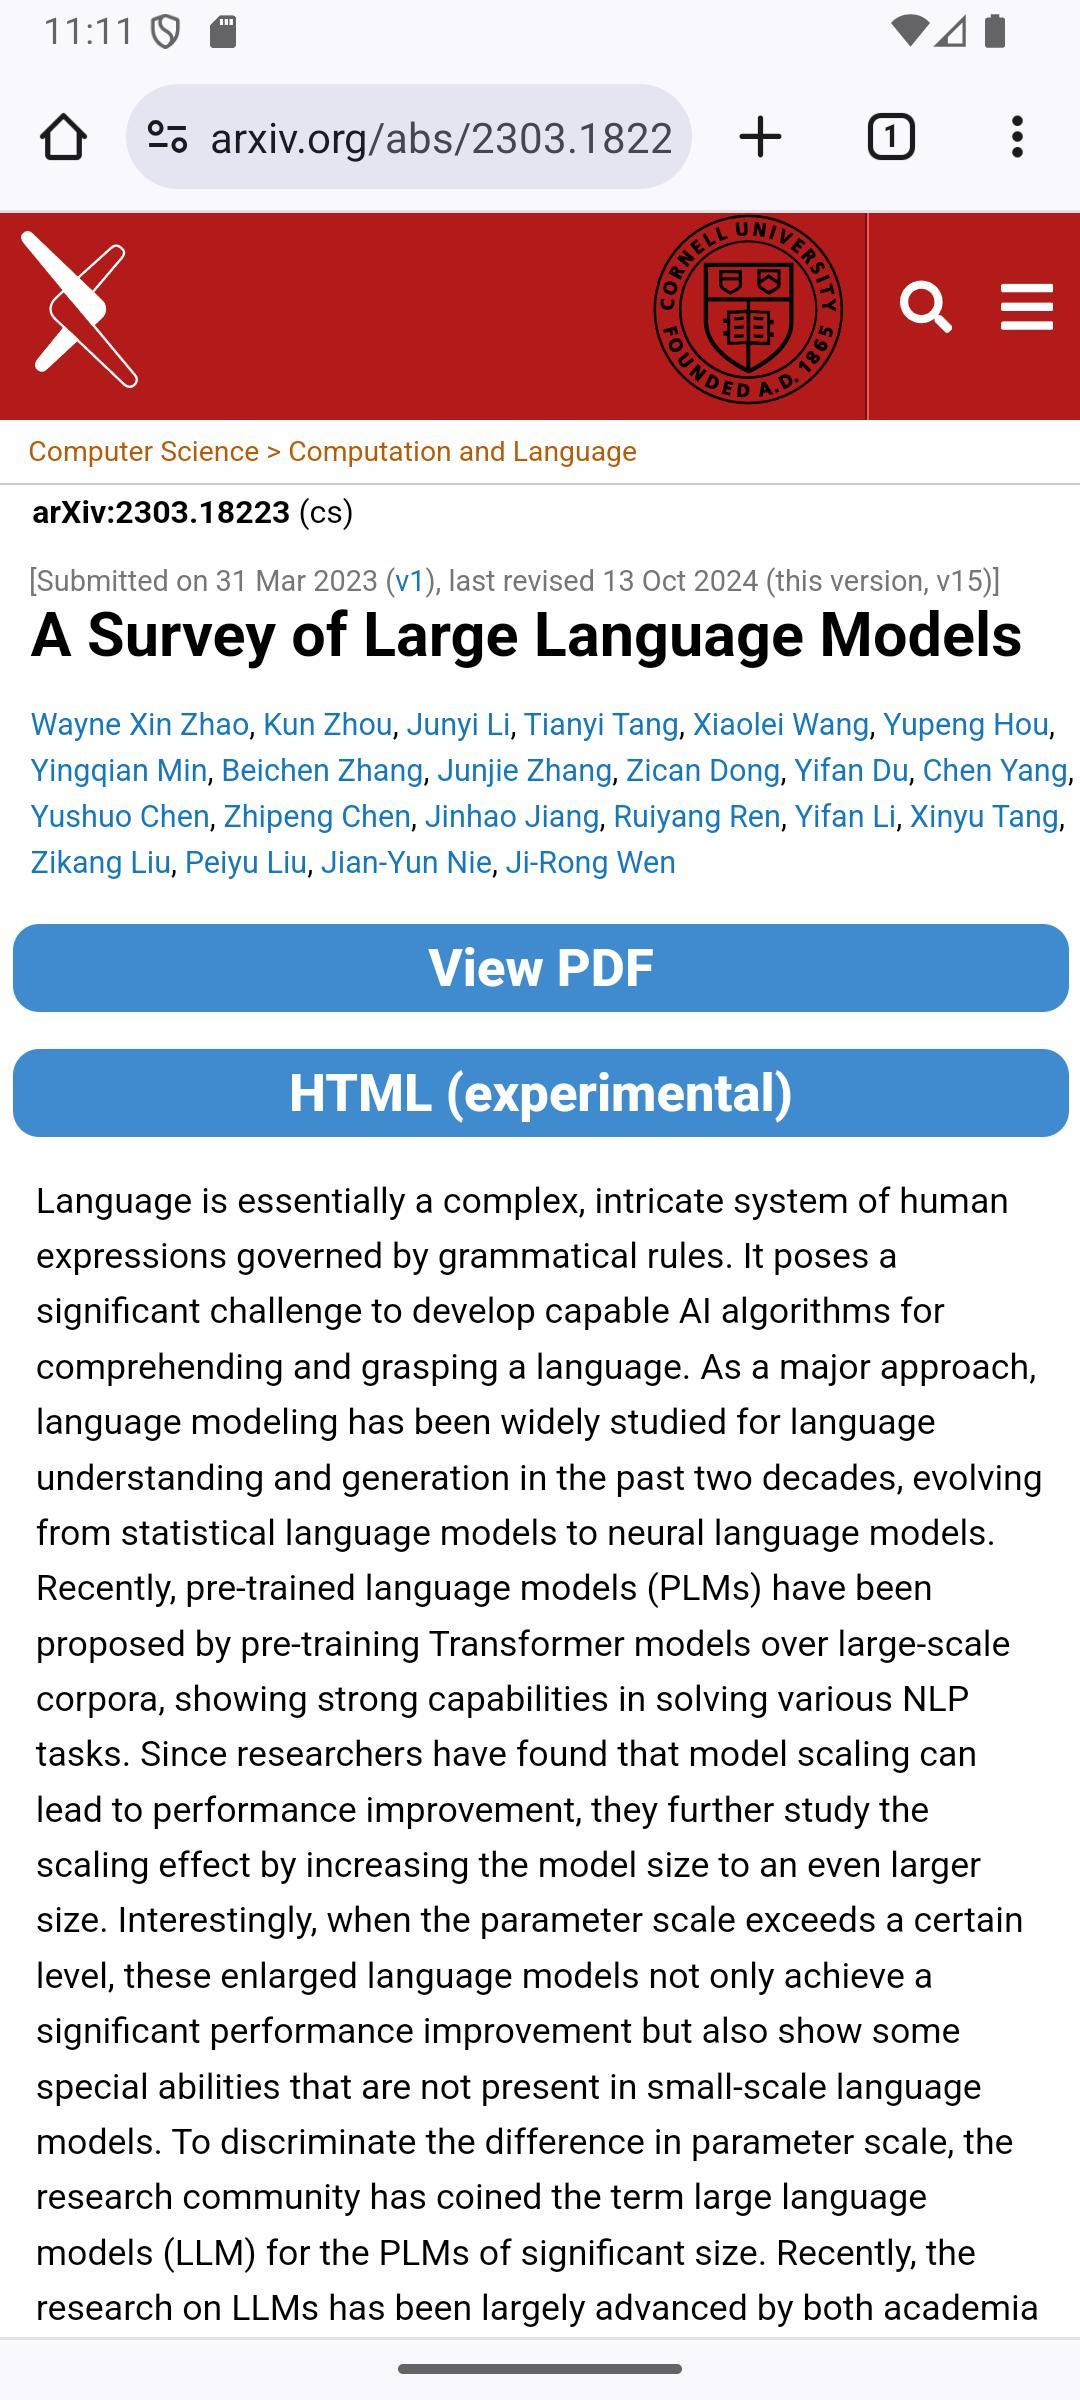 11:11
arxiv.org/abs/2303.1822
1
CORNELL UNIVERSITY
FOUNDED A.D. 1865
Computer Science > Computation and Language
arXiv:2303.18223 (cs)
[Submitted on 31 Mar 2023 (v1), last revised 13 Oct 2024 (this version, v15)]
A Survey of Large Language Models
Wayne Xin Zhao, Kun Zhou, Junyi Li, Tianyi Tang, Xiaolei Wang, Yupeng Hou,
Yingqian Min, Beichen Zhang, Junjie Zhang, Zican Dong, Yifan Du, Chen Yang,
Yushuo Chen, Zhipeng Chen, Jinhao Jiang, Ruiyang Ren, Yifan Li, Xinyu Tang,
Zikang Liu, Peiyu Liu, Jian-Yun Nie, Ji-Rong Wen
View PDF
HTML (experimental)
Language is essentially a complex, intricate system of human
expressions governed by grammatical rules. It poses a
significant challenge to develop capable AI algorithms for
comprehending and grasping a language. As a major approach,
language modeling has been widely studied for language
understanding and generation in the past two decades, evolving
from statistical language models to neural language models.
Recently, pre-trained language models (PLMs) have been
proposed by pre-training Transformer models over large-scale
corpora, showing strong capabilities in solving various NLP
tasks. Since researchers have found that model scaling can
lead to performance improvement, they further study the
scaling effect by increasing the model size to an even larger
size. Interestingly, when the parameter scale exceeds a certain
level, these enlarged language models not only achieve a
significant performance improvement but also show some
special abilities that are not present in small-scale language
models. To discriminate the difference in parameter scale, the
research community has coined the term large language
models (LLM) for the PLMs of significant size. Recently, the
research on LLMs has been largely advanced by both academia